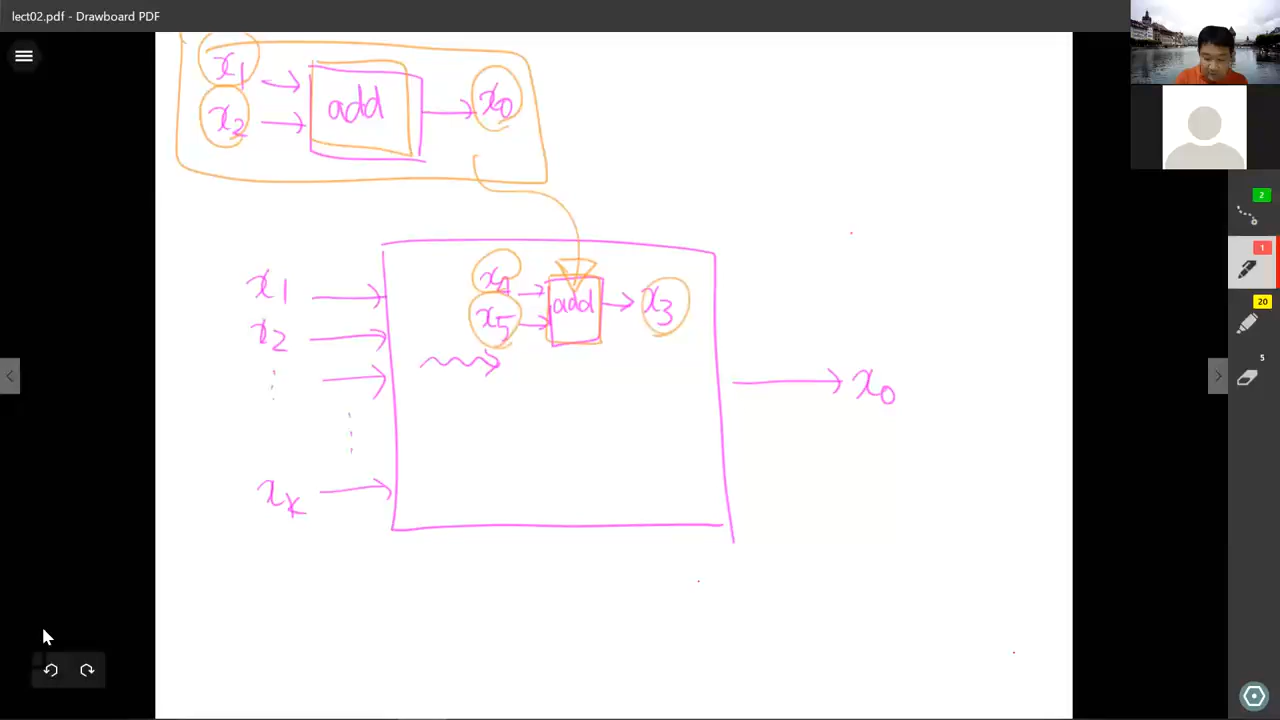 lect02.pdf - Drawboard PDF
x1
x2
add
x0
x1
x2
⋮
xk
x4
x5
add
x3
x0
2
1
20
5